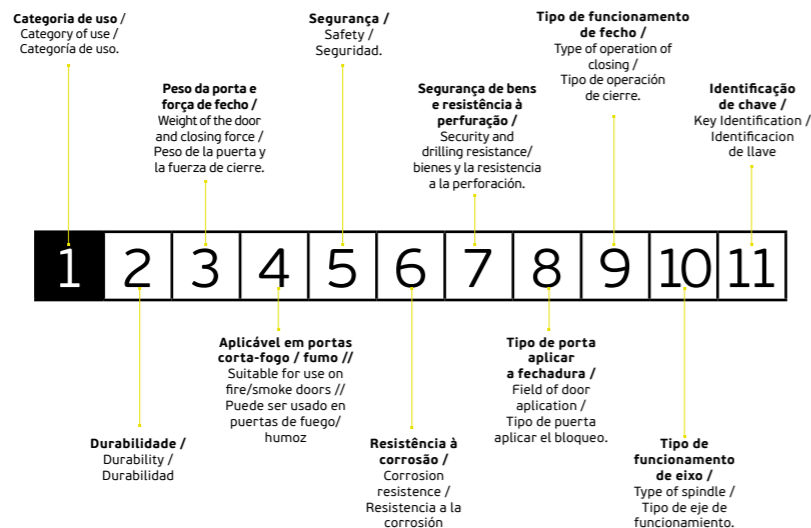 Categoria de uso /
Category of use /
Categoría de uso.
Peso da porta e
força de fecho /
Weight of the door
and closing force /
Peso de la puerta y
la fuerza de cierre.
Segurança /
Safety /
Seguridad.
Segurança de bens
e resistência à
perfuração /
Security and
drilling resistance/
bienes y la resistencia
a la perforación.
Tipo de funcionamento
de fecho /
Type of operation of
closing /
Tipo de operación
de cierre.
Identificação
de chave /
Key Identification /
Identificacion
de llave
1 2 3 4 5 6 7 8 9 10 11
Durabilidade /
Durability /
Durabilidad
Aplicável em portas
corta-fogo / fumo //
Suitable for use on
fire/smoke doors //
Puede ser usado en
puertas de fuego/
humoz
Resistência à
corrosão /
Corrosion
resistence /
Resistencia a la
corrosión
Tipo de porta
aplicar
a fechadura /
Field of door
aplication /
Tipo de puerta
aplicar el bloqueo.
Tipo de
funcionamento
de eixo /
Type of spindle /
Tipo de eje de
funcionamiento.